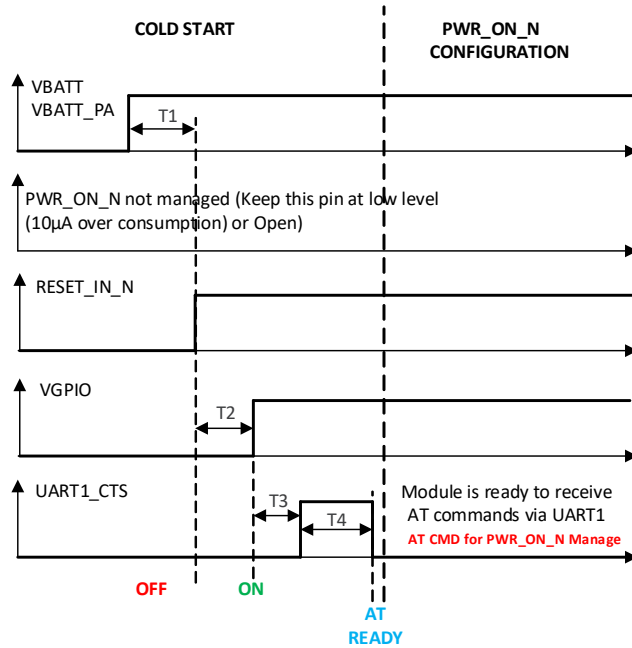 COLD START
PWR_ON_N
CONFIGURATION
VBATT
VBATT_PA
T1
PWR_ON_N not managed (Keep this pin at low level
(10µA over consumption) or Open)
RESET_IN_N
VGPIO
T2
UART1_CTS
T3
T4
Module is ready to receive
AT commands via UART1
AT CMD for PWR_ON_N Manage
OFF
ON
AT
READY